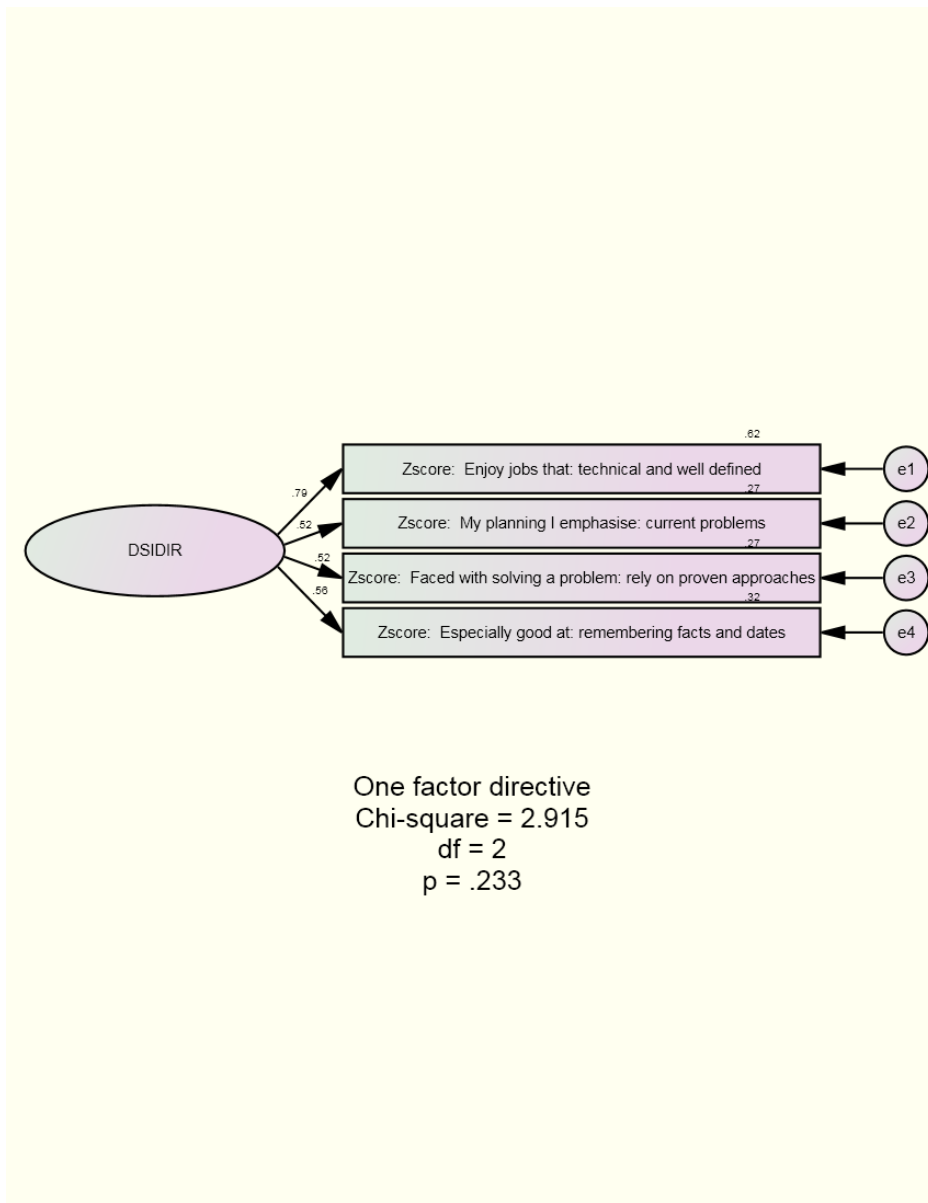 .62
Zscore:  Enjoy jobs that: technical and well defined
e1
.79
.27
DSIDIR
.52
Zscore:  My planning I emphasise: current problems
e2
.27
.52
Zscore:  Faced with solving a problem: rely on proven approaches
e3
.56
.32
Zscore:  Especially good at: remembering facts and dates
e4
One factor directive
Chi-square = 2.915
df = 2
p = .233